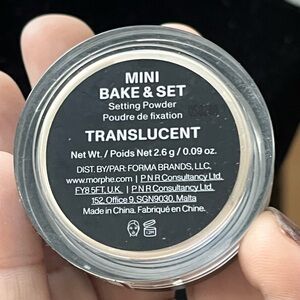 MINI
BAKE & SET
Setting Powder
Poudre de fixation
TRANSLUCENT
Net Wt. / Poids Net 2.6 g / 0.09 oz.
DIST. BY/PAR: FORMA BRANDS, LLC.
www.morphe.com | P N R Consultancy Ltd.
FY8 5FT, U.K. | P N R Consultancy Ltd.
152, Office 9, SGN9030, Malta
Made in China. Fabriqué en Chine.